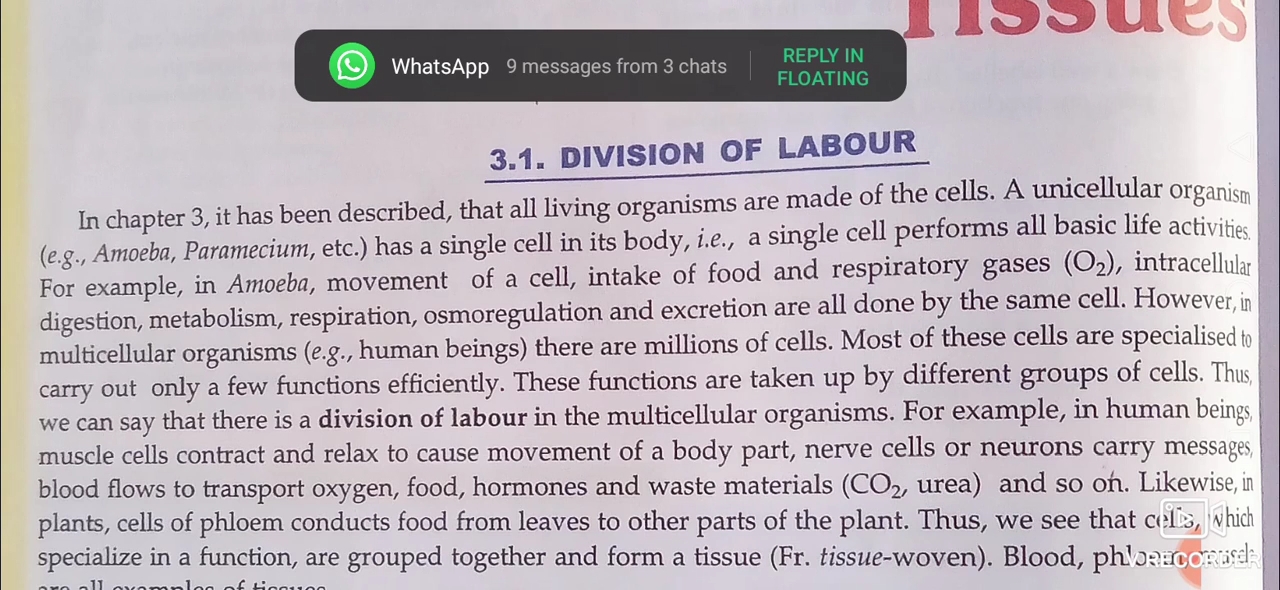 Tissues
WhatsApp 9 messages from 3 chats
REPLY IN
FLOATING
3.1. DIVISION OF LABOUR
In chapter 3, it has been described, that all living organisms are made of the cells. A unicellular organism
(e.g., Amoeba, Paramecium, etc.) has a single cell in its body, i.e., a single cell performs all basic life activities.
For example, in Amoeba, movement of a cell, intake of food and respiratory gases (O₂), intracellular
digestion, metabolism, respiration, osmoregulation and excretion are all done by the same cell. However, in
multicellular organisms (e.g., human beings) there are millions of cells. Most of these cells are specialised to
carry out only a few functions efficiently. These functions are taken up by different groups of cells. Thus,
we can say that there is a division of labour in the multicellular organisms. For example, in human beings,
muscle cells contract and relax to cause movement of a body part, nerve cells or neurons carry messages,
blood flows to transport oxygen, food, hormones and waste materials (CO₂, urea) and so on. Likewise, in
plants, cells of phloem conducts food from leaves to other parts of the plant. Thus, we see that cells, which
specialize in a function, are grouped together and form a tissue (Fr. tissue-woven). Blood,
VRECORDER
are all examples of tissues